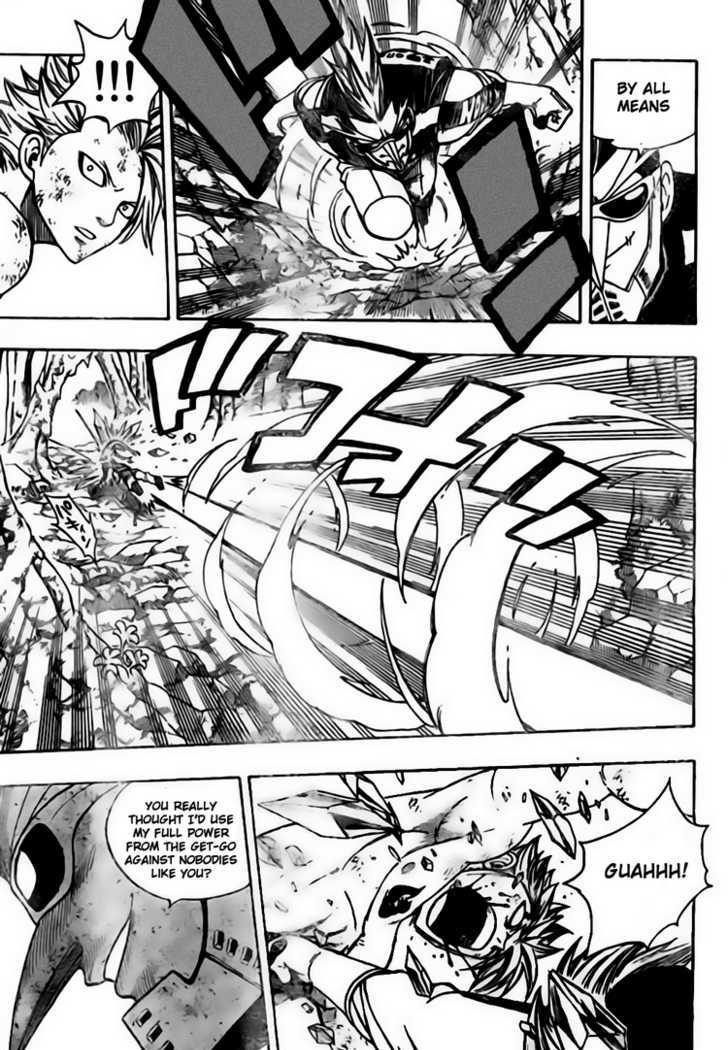 BY ALL
MEANS
!!!
ドゴオッ
GUAHHH!
YOU REALLY
THOUGHT I'D USE
MY FULL POWER
FROM THE GET-GO
AGAINST NOBODIES
LIKE YOU?